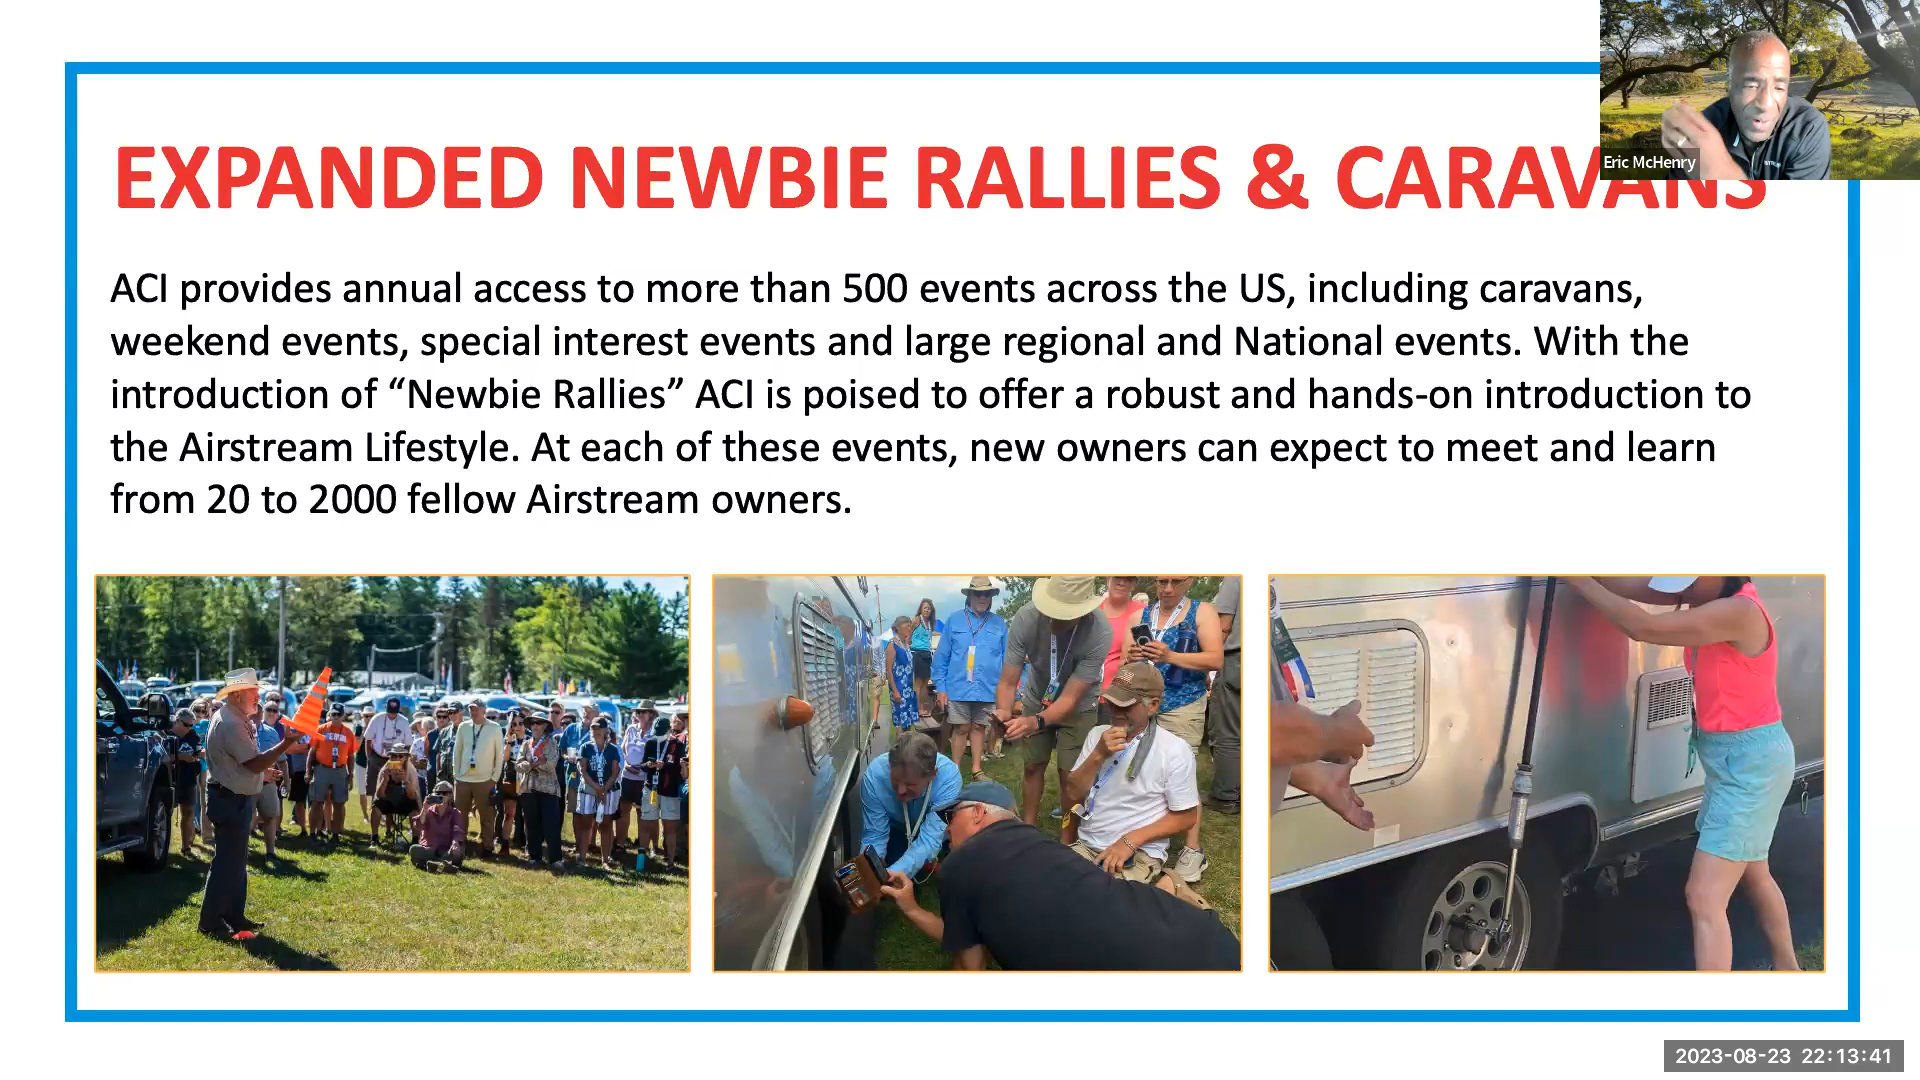 EXPANDED NEWBIE RALLIES & CARAVANS
Eric McHenry
ACI provides annual access to more than 500 events across the US, including caravans,
weekend events, special interest events and large regional and National events. With the
introduction of “Newbie Rallies” ACI is poised to offer a robust and hands-on introduction to
the Airstream Lifestyle. At each of these events, new owners can expect to meet and learn
from 20 to 2000 fellow Airstream owners.
2023-08-23 22:13:41